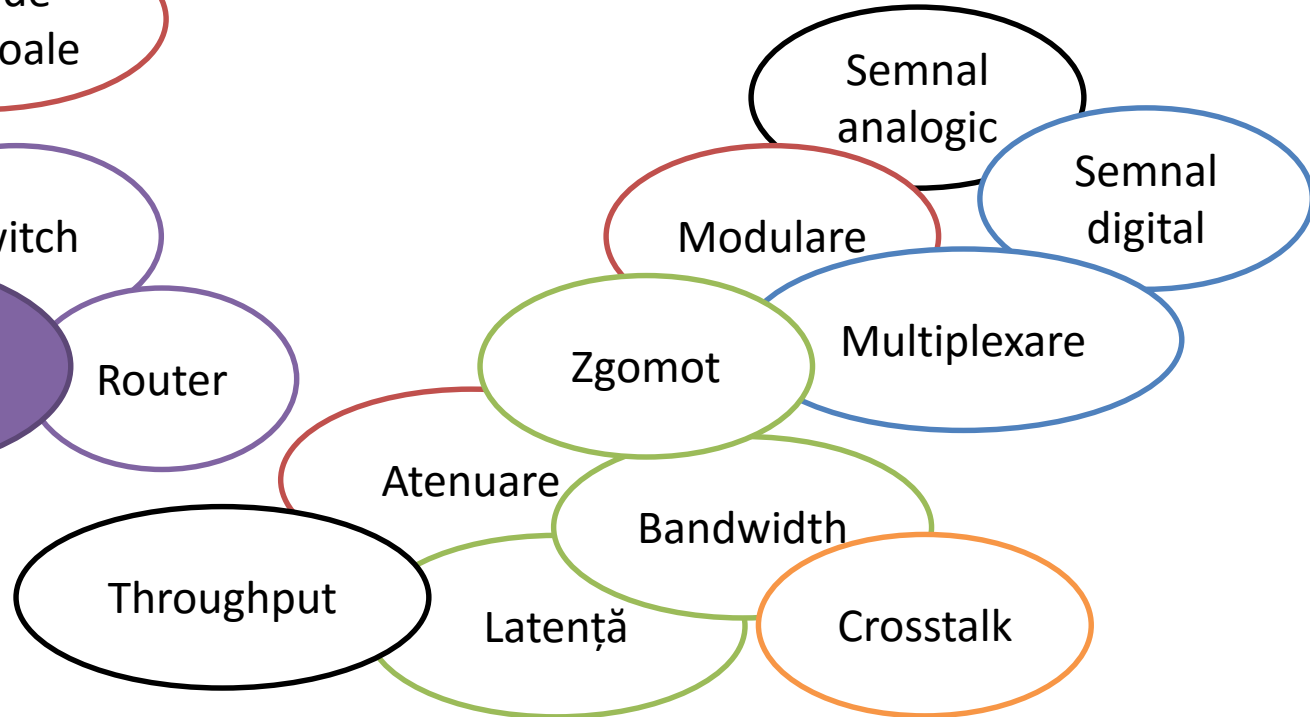 oale
Semnal
analogic
Semnal
digital
witch
Modulare
Multiplexare
Zgomot
Router
Atenuare
Bandwidth
Throughput
Latență
Crosstalk